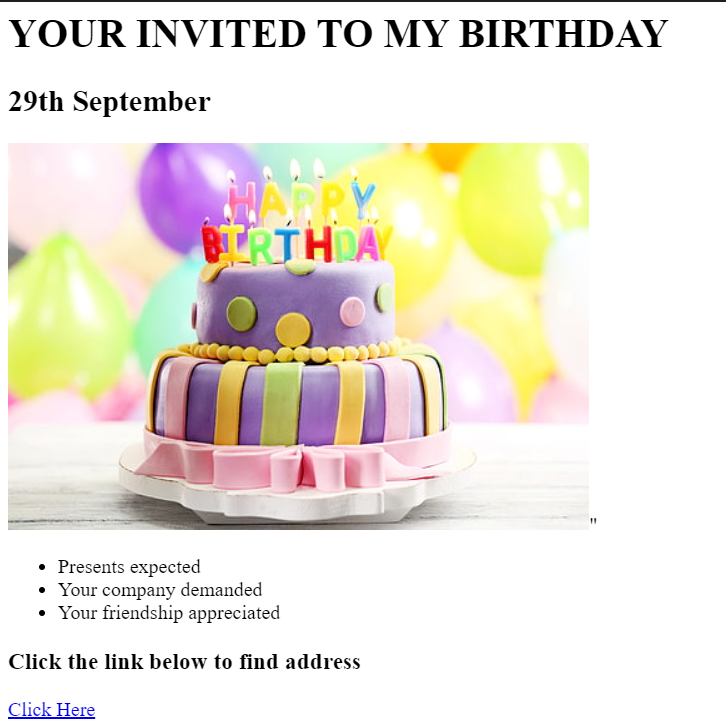 YOUR INVITED TO MY BIRTHDAY
29th September
HAPPY
BIRTHDAY
"
Presents expected
Your company demanded
Your friendship appreciated
Click the link below to find address
Click Here